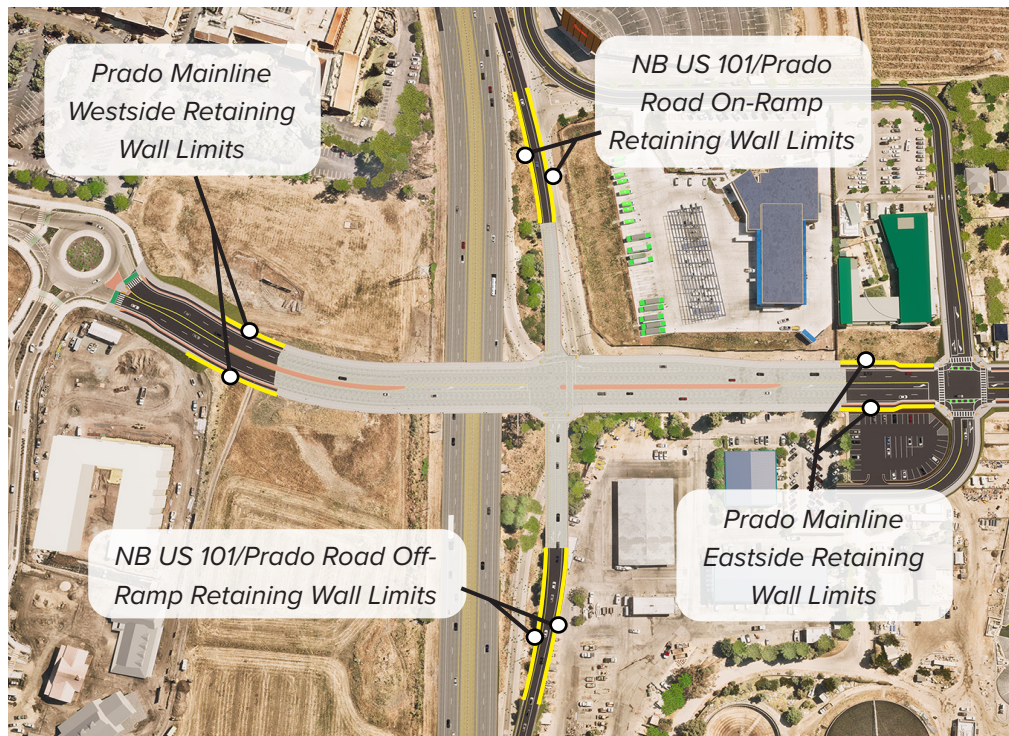 Prado Mainline
Westside Retaining
Wall Limits
NB US 101/Prado
Road On-Ramp
Retaining Wall Limits
NB US 101/Prado Road Off-
Ramp Retaining Wall Limits
Prado Mainline
Eastside Retaining
Wall Limits